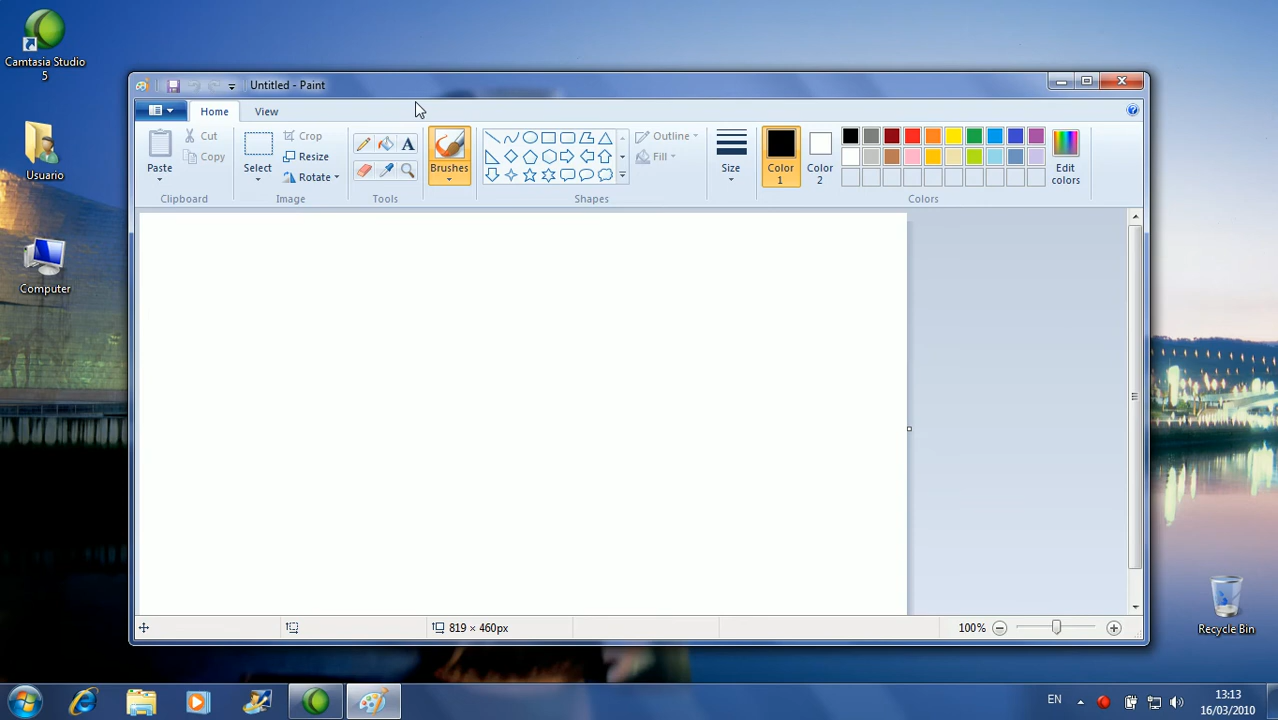 Camtasia Studio
5
Usuario
Computer
Untitled - Paint
Home View
Paste
Cut
Copy
Clipboard
Select
Crop
Resize
Rotate
Image
A
Tools
Brushes
Outline
Fill
Shapes
Size
Color
1
Color
2
Edit
colors
Colors
819 × 460px
100%
Recycle Bin
EN
13:13
16/03/2010